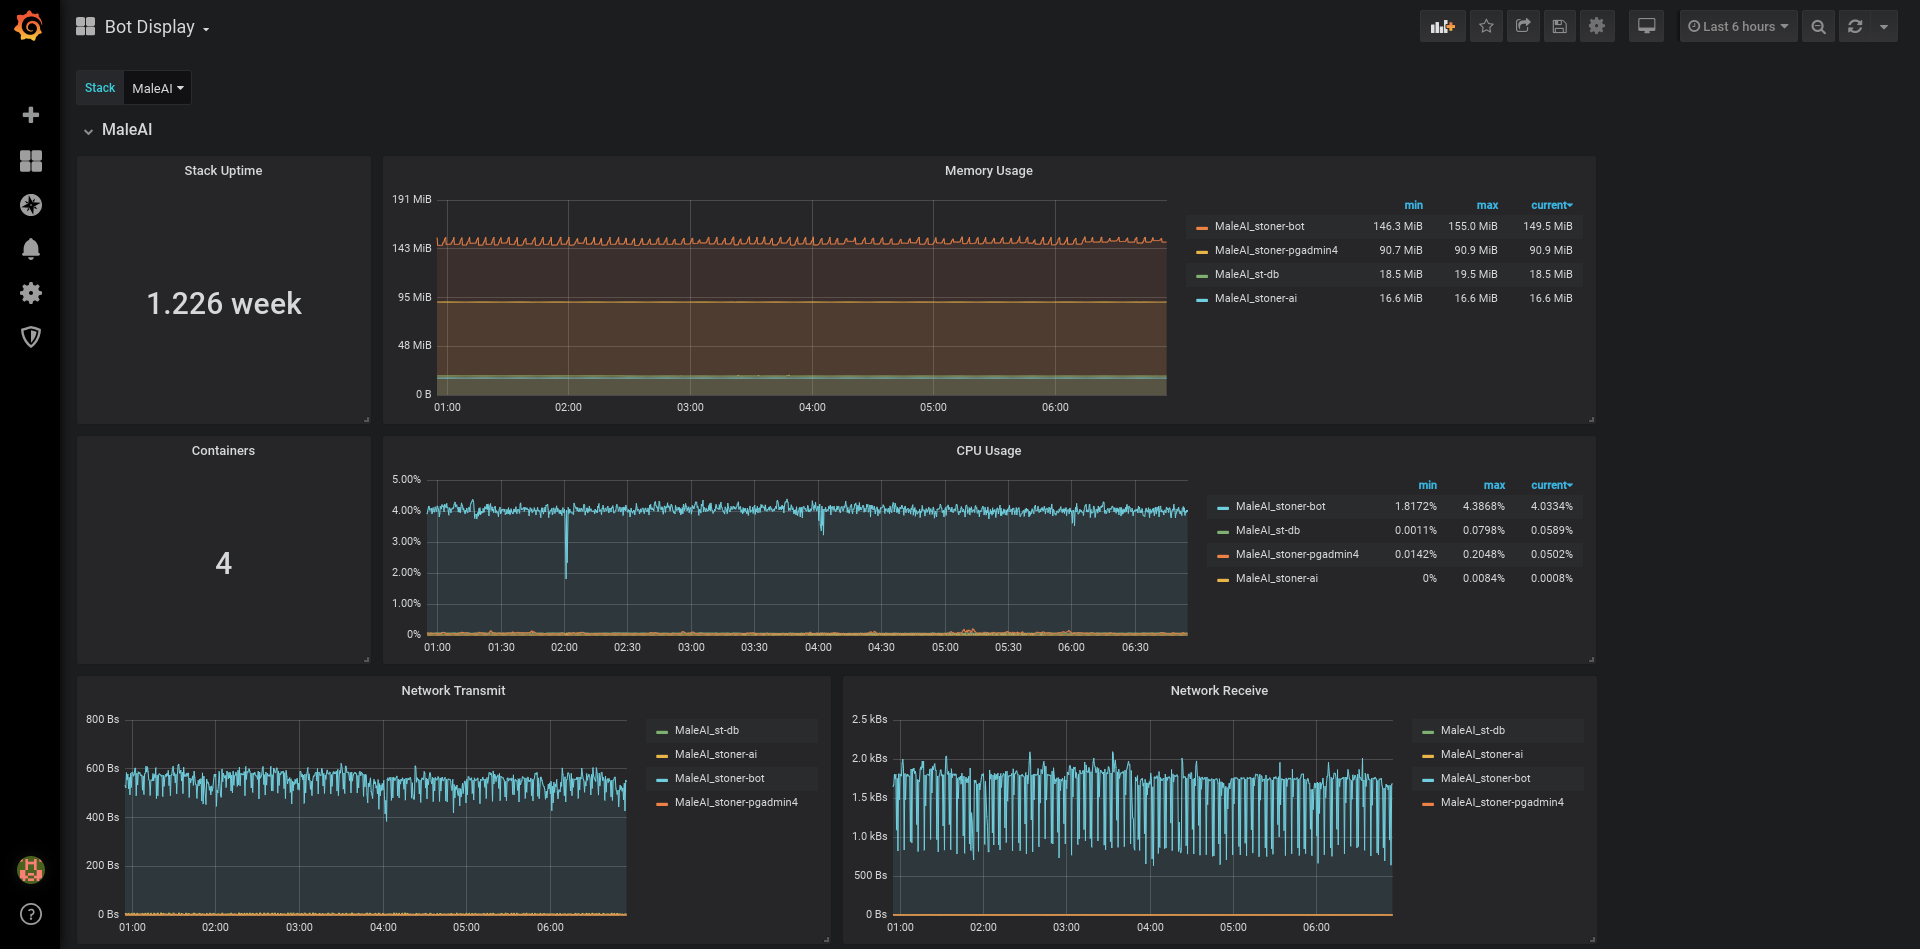 Bot Display
Last 6 hours
Stack MaleAI
MaleAI
Stack Uptime
1.226 week
Memory Usage
191 MiB
143 MiB
95 MiB
48 MiB
0 B
01:00 02:00 03:00 04:00 05:00 06:00
min max current
MaleAI_stoner-bot 146.3 MiB 155.0 MiB 149.5 MiB
MaleAI_stoner-pgadmin4 90.7 MiB 90.9 MiB 90.9 MiB
MaleAI_st-db 18.5 MiB 19.5 MiB 18.5 MiB
MaleAI_stoner-ai 16.6 MiB 16.6 MiB 16.6 MiB
Containers
4
CPU Usage
5.00%
4.00%
3.00%
2.00%
1.00%
0%
01:00 01:30 02:00 02:30 03:00 03:30 04:00 04:30 05:00 05:30 06:00 06:30
min max current
MaleAI_stoner-bot 1.8172% 4.3868% 4.0334%
MaleAI_st-db 0.0011% 0.0798% 0.0589%
MaleAI_stoner-pgadmin4 0.0142% 0.2048% 0.0502%
MaleAI_stoner-ai 0% 0.0084% 0.0008%
Network Transmit
800 Bs
600 Bs
400 Bs
200 Bs
0 Bs
01:00 02:00 03:00 04:00 05:00 06:00
MaleAI_st-db
MaleAI_stoner-ai
MaleAI_stoner-bot
MaleAI_stoner-pgadmin4
Network Receive
2.5 kBs
2.0 kBs
1.5 kBs
1.0 kBs
500 Bs
0 Bs
01:00 02:00 03:00 04:00 05:00 06:00
MaleAI_st-db
MaleAI_stoner-ai
MaleAI_stoner-bot
MaleAI_stoner-pgadmin4
?